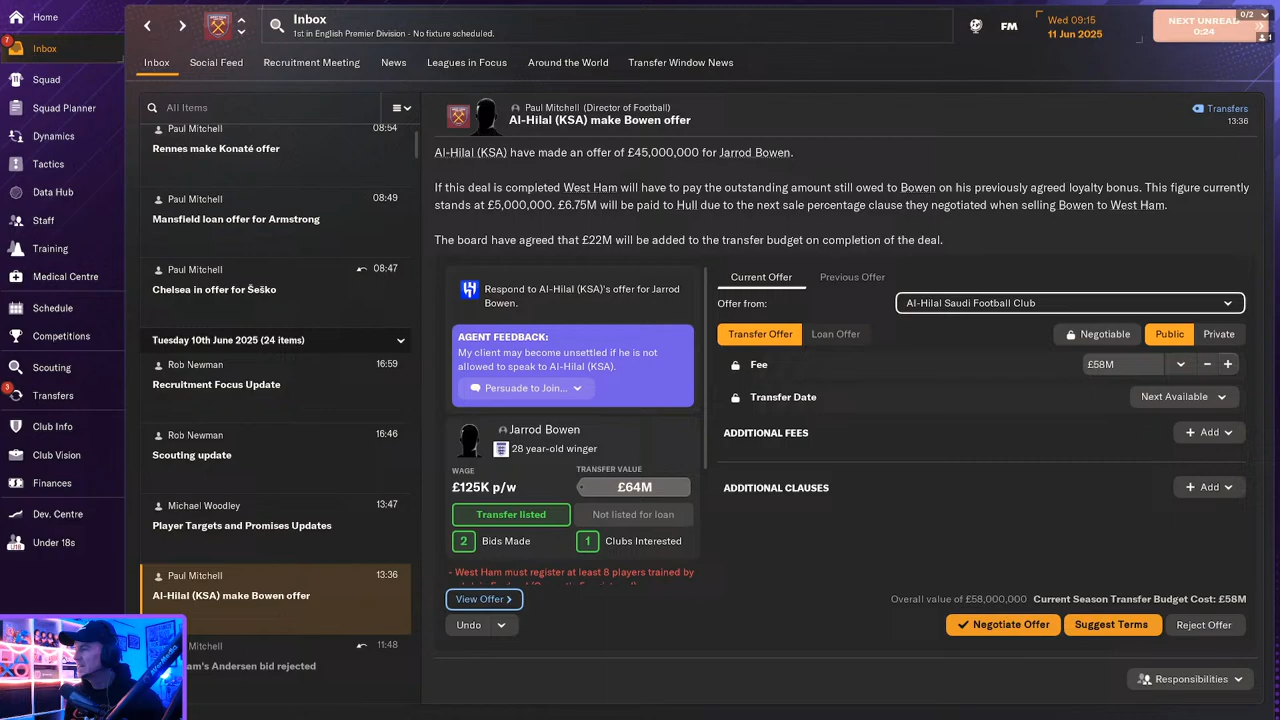 Home
Inbox
1st in English Premier Division - No fixture scheduled.
FM
Wed 09:15
11 Jun 2025
NEXT UNREAD
0:24
0/2
1
7
Inbox
Inbox
Social Feed
Recruitment Meeting
News
Leagues in Focus
Around the World
Transfer Window News
Squad
Squad Planner
Dynamics
Tactics
Data Hub
Staff
Training
Medical Centre
Schedule
Competitions
Scouting
3
Transfers
Club Info
Club Vision
Finances
Dev. Centre
U18
Under 18s
All Items
Paul Mitchell
08:54
Rennes make Konaté offer
Paul Mitchell
08:49
Mansfield loan offer for Armstrong
Paul Mitchell
08:47
Chelsea in offer for Šeško
Tuesday 10th June 2025 (24 items)
Rob Newman
16:59
Recruitment Focus Update
Rob Newman
16:46
Scouting update
Michael Woodley
13:47
Player Targets and Promises Updates
Paul Mitchell
13:36
Al-Hilal (KSA) make Bowen offer
Mitchell
11:48
am's Andersen bid rejected
Paul Mitchell (Director of Football)
Al-Hilal (KSA) make Bowen offer
Transfers
13:36
Al-Hilal (KSA) have made an offer of £45,000,000 for Jarrod Bowen.
If this deal is completed West Ham will have to pay the outstanding amount still owed to Bowen on his previously agreed loyalty bonus. This figure currently
stands at £5,000,000. £6.75M will be paid to Hull due to the next sale percentage clause they negotiated when selling Bowen to West Ham.
The board have agreed that £22M will be added to the transfer budget on completion of the deal.
Respond to Al-Hilal (KSA)'s offer for Jarrod
Bowen.
AGENT FEEDBACK:
My client may become unsettled if he is not
allowed to speak to Al-Hilal (KSA).
Persuade to Join...
Jarrod Bowen
28 year-old winger
WAGE
£125K p/w
TRANSFER VALUE
£64M
Transfer listed
Not listed for loan
2
Bids Made
1
Clubs Interested
- West Ham must register at least 8 players trained by
View Offer
Undo
Current Offer
Previous Offer
Offer from:
Al-Hilal Saudi Football Club
Transfer Offer
Loan Offer
Negotiable
Public
Private
Fee
£58M
Transfer Date
Next Available
ADDITIONAL FEES
+ Add
ADDITIONAL CLAUSES
+ Add
Overall value of £58,000,000
Current Season Transfer Budget Cost: £58M
Negotiate Offer
Suggest Terms
Reject Offer
Responsibilities